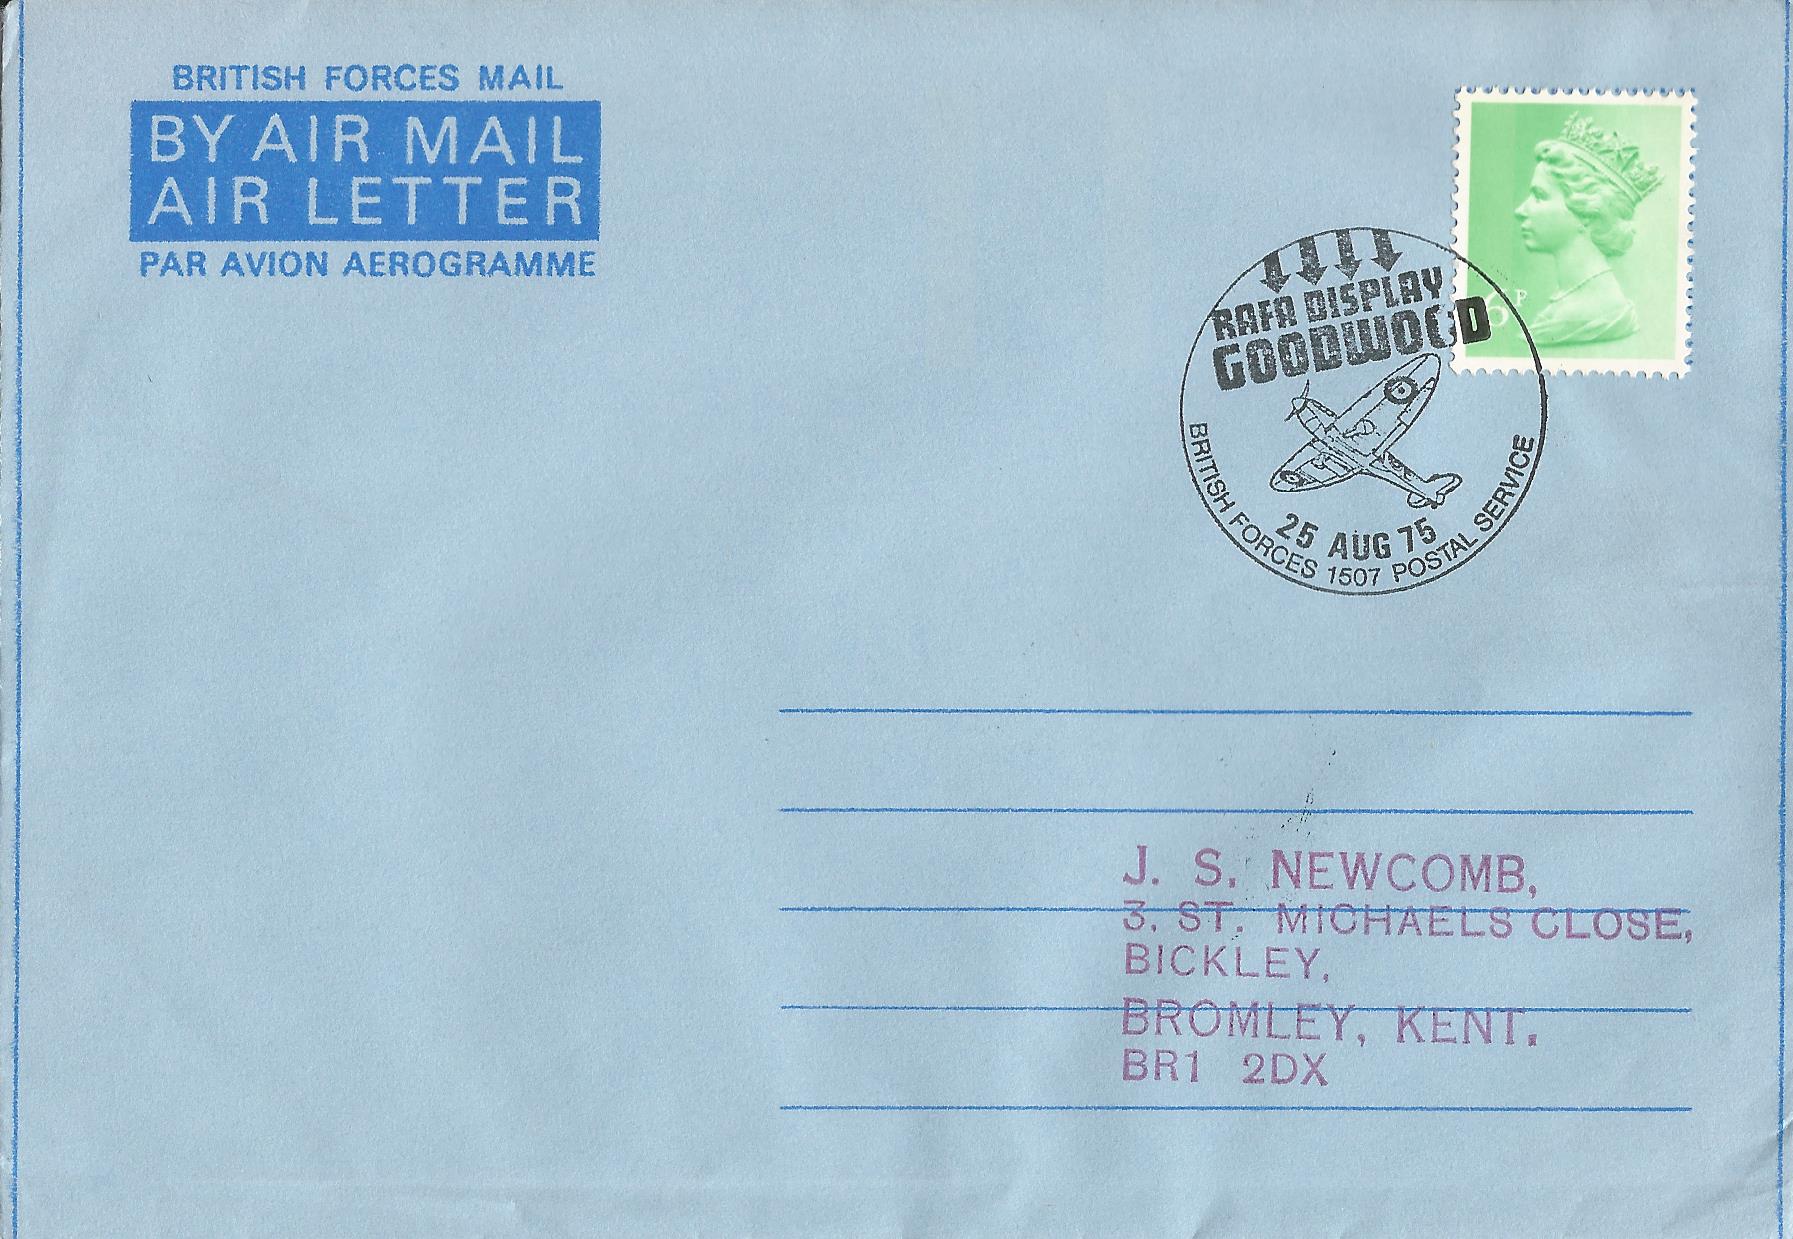 BRITISH FORCES MAIL
BY AIR MAIL
AIR LETTER
PAR AVION AEROGRAMME
RAFA DISPLAY
GOODWOOD
25 AUG 75
BRITISH FORCES 1507 POSTAL SERVICE
J. S. NEWCOMB,
3. ST. MICHAELS CLOSE,
BICKLEY,
BROMLEY, KENT.
BR1 2DX